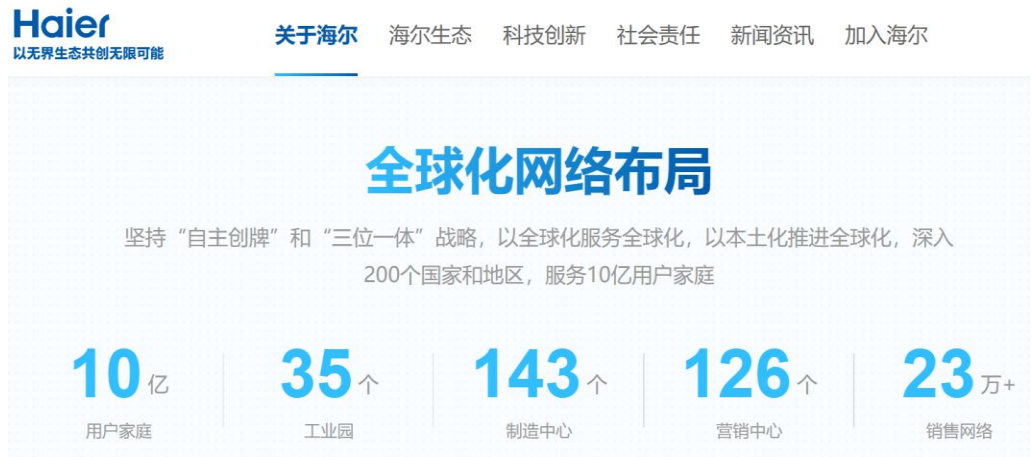 Haier
以无界生态共创无限可能
关于海尔 海尔生态 科技创新 社会责任 新闻资讯 加入海尔
全球化网络布局
坚持“自主创牌”和“三位一体”战略，以全球化服务全球化，以本土化推进全球化，深入
200个国家和地区，服务10亿用户家庭
10亿 35个 143个 126个 23万+
用户家庭 工业园 制造中心 营销中心 销售网络